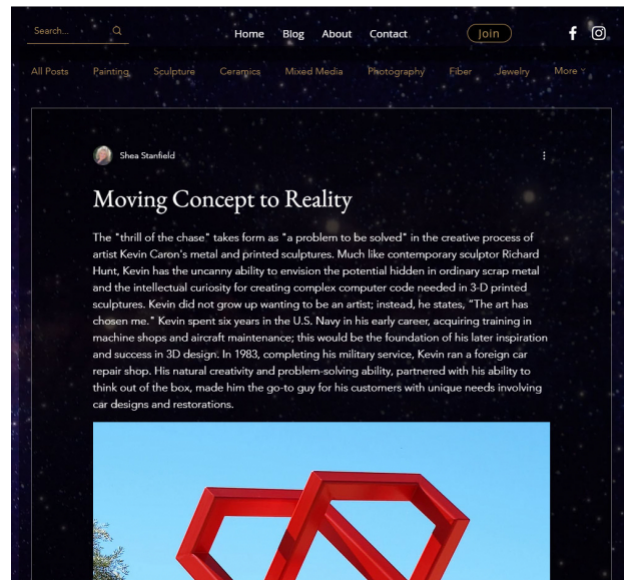 Search...
Home Blog About Contact
Join
All Posts Painting Sculpture Ceramics Mixed Media Photography Fiber Jewelry More
Shea Stanfield
Moving Concept to Reality
The "thrill of the chase" takes form as "a problem to be solved" in the creative process of
artist Kevin Caron's metal and printed sculptures. Much like contemporary sculptor Richard
Hunt, Kevin has the uncanny ability to envision the potential hidden in ordinary scrap metal
and the intellectual curiosity for creating complex computer code needed in 3-D printed
sculptures. Kevin did not grow up wanting to be an artist; instead, he states, "The art has
chosen me." Kevin spent six years in the U.S. Navy in his early career, acquiring training in
machine shops and aircraft maintenance; this would be the foundation of his later inspiration
and success in 3D design. In 1983, completing his military service, Kevin ran a foreign car
repair shop. His natural creativity and problem-solving ability, partnered with his ability to
think out of the box, made him the go-to guy for his customers with unique needs involving
car designs and restorations.